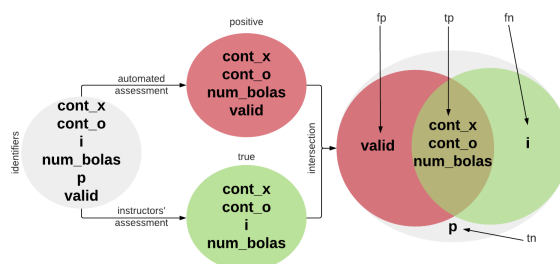 positive
fp
tp
fn
cont_x
cont_o
num_bolas
valid
automated
assessment
identifiers
cont_x
cont_o
i
num_bolas
p
valid
intersection
valid
cont_x
cont_o
num_bolas
i
true
cont_x
cont_o
i
num_bolas
instructors'
assessment
p
tn